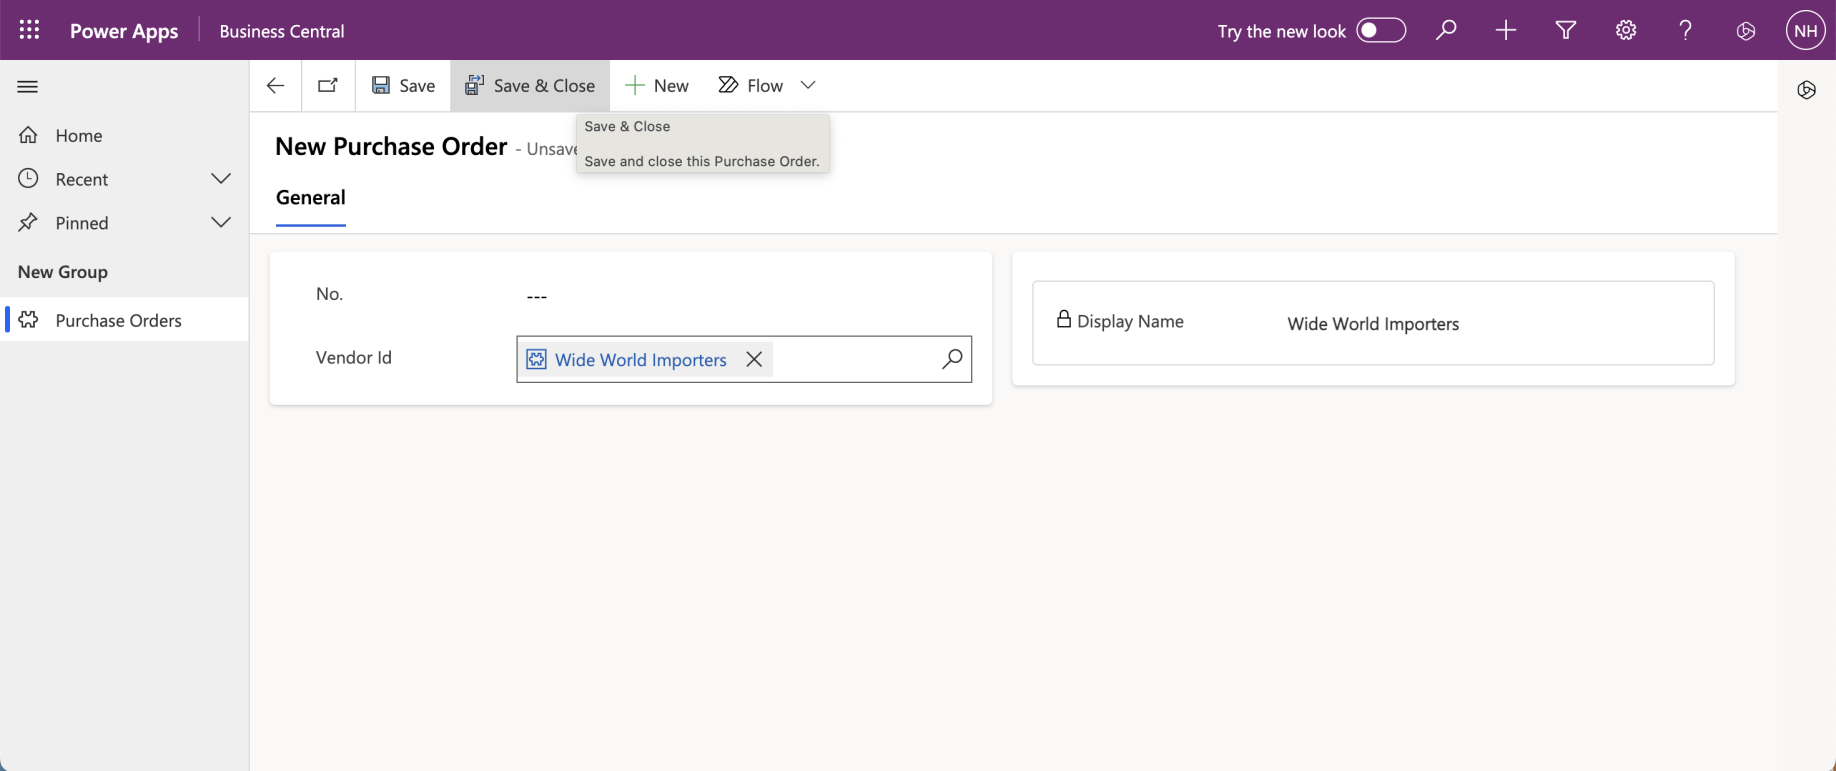 Power Apps
Business Central
Try the new look
NH
Save
Save & Close
New
Flow
Home
Recent
Pinned
New Group
Purchase Orders
New Purchase Order
- Unsave
Save & Close
Save and close this Purchase Order.
General
No.
---
Vendor Id
Wide World Importers
Display Name
Wide World Importers